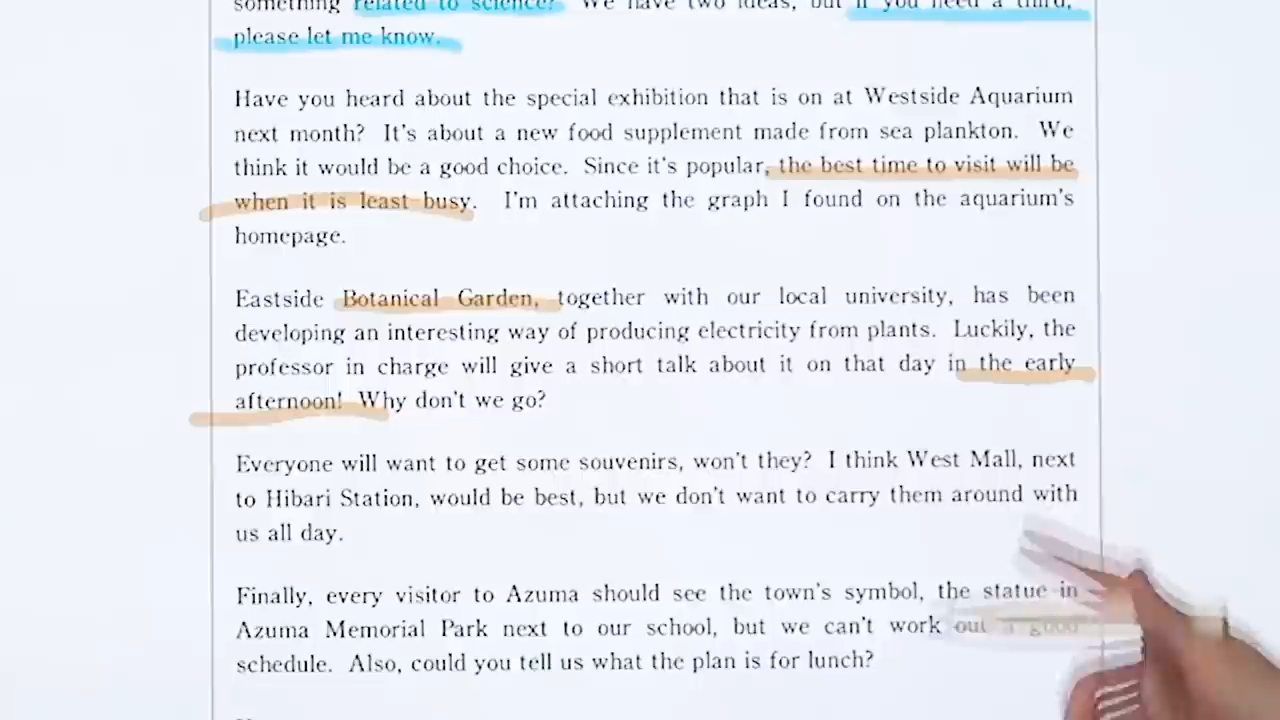 something related to science? We have two ideas, but if you need a third,
please let me know.
Have you heard about the special exhibition that is on at Westside Aquarium
next month? It's about a new food supplement made from sea plankton. We
think it would be a good choice. Since it's popular, the best time to visit will be
when it is least busy. I'm attaching the graph I found on the aquarium's
homepage.
Eastside Botanical Garden, together with our local university, has been
developing an interesting way of producing electricity from plants. Luckily, the
professor in charge will give a short talk about it on that day in the early
afternoon! Why don't we go?
Everyone will want to get some souvenirs, won't they? I think West Mall, next
to Hibari Station, would be best, but we don't want to carry them around with
us all day.
Finally, every visitor to Azuma should see the town's symbol, the statue in
Azuma Memorial Park next to our school, but we can't work out a good
schedule. Also, could you tell us what the plan is for lunch?